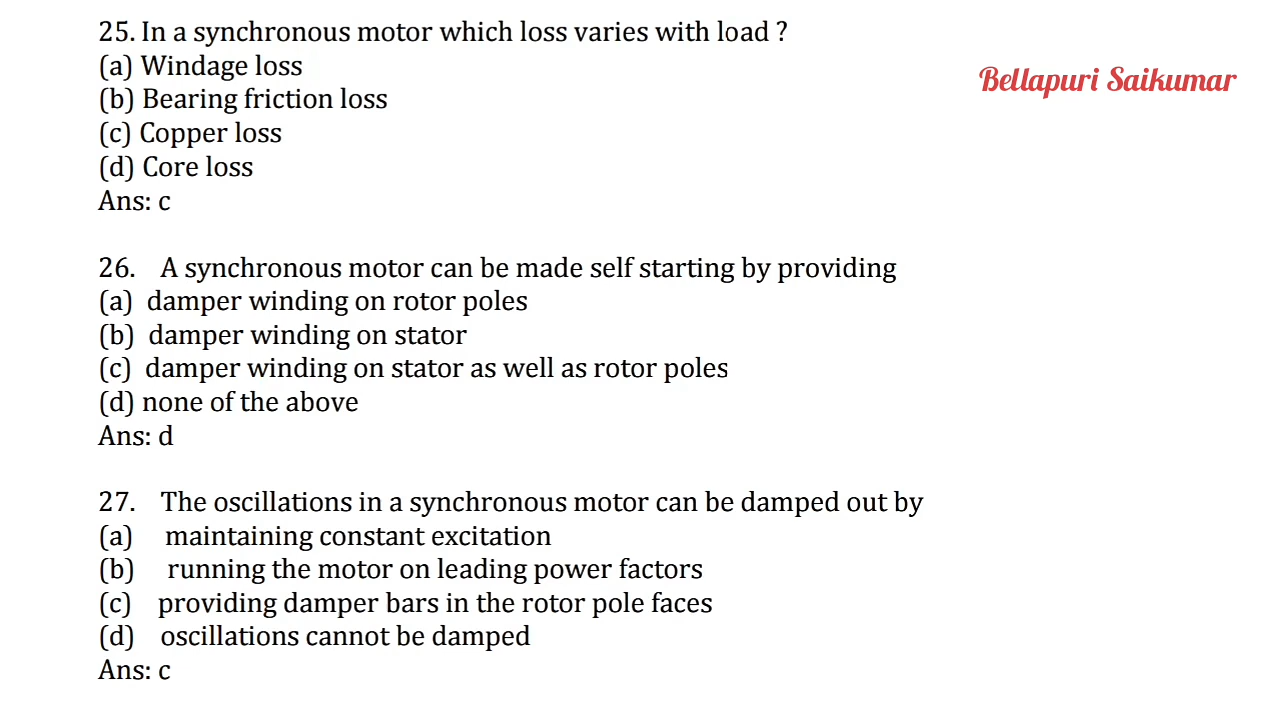 25. In a synchronous motor which loss varies with load ?
(a) Windage loss
Bellapuri Saikumar
(b) Bearing friction loss
(c) Copper loss
(d) Core loss
Ans: c
26. A synchronous motor can be made self starting by providing
(a) damper winding on rotor poles
(b) damper winding on stator
(c) damper winding on stator as well as rotor poles
(d) none of the above
Ans: d
27. The oscillations in a synchronous motor can be damped out by
(a) maintaining constant excitation
(b) running the motor on leading power factors
(c) providing damper bars in the rotor pole faces
(d) oscillations cannot be damped
Ans: c